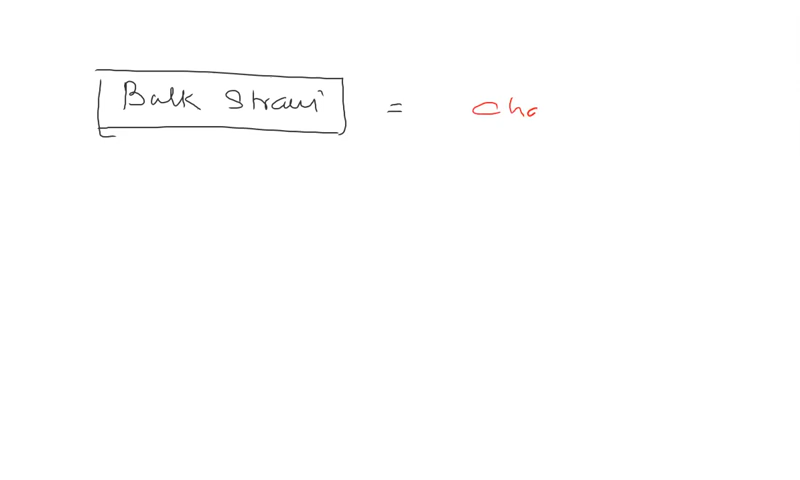 Bulk Strain = Cha